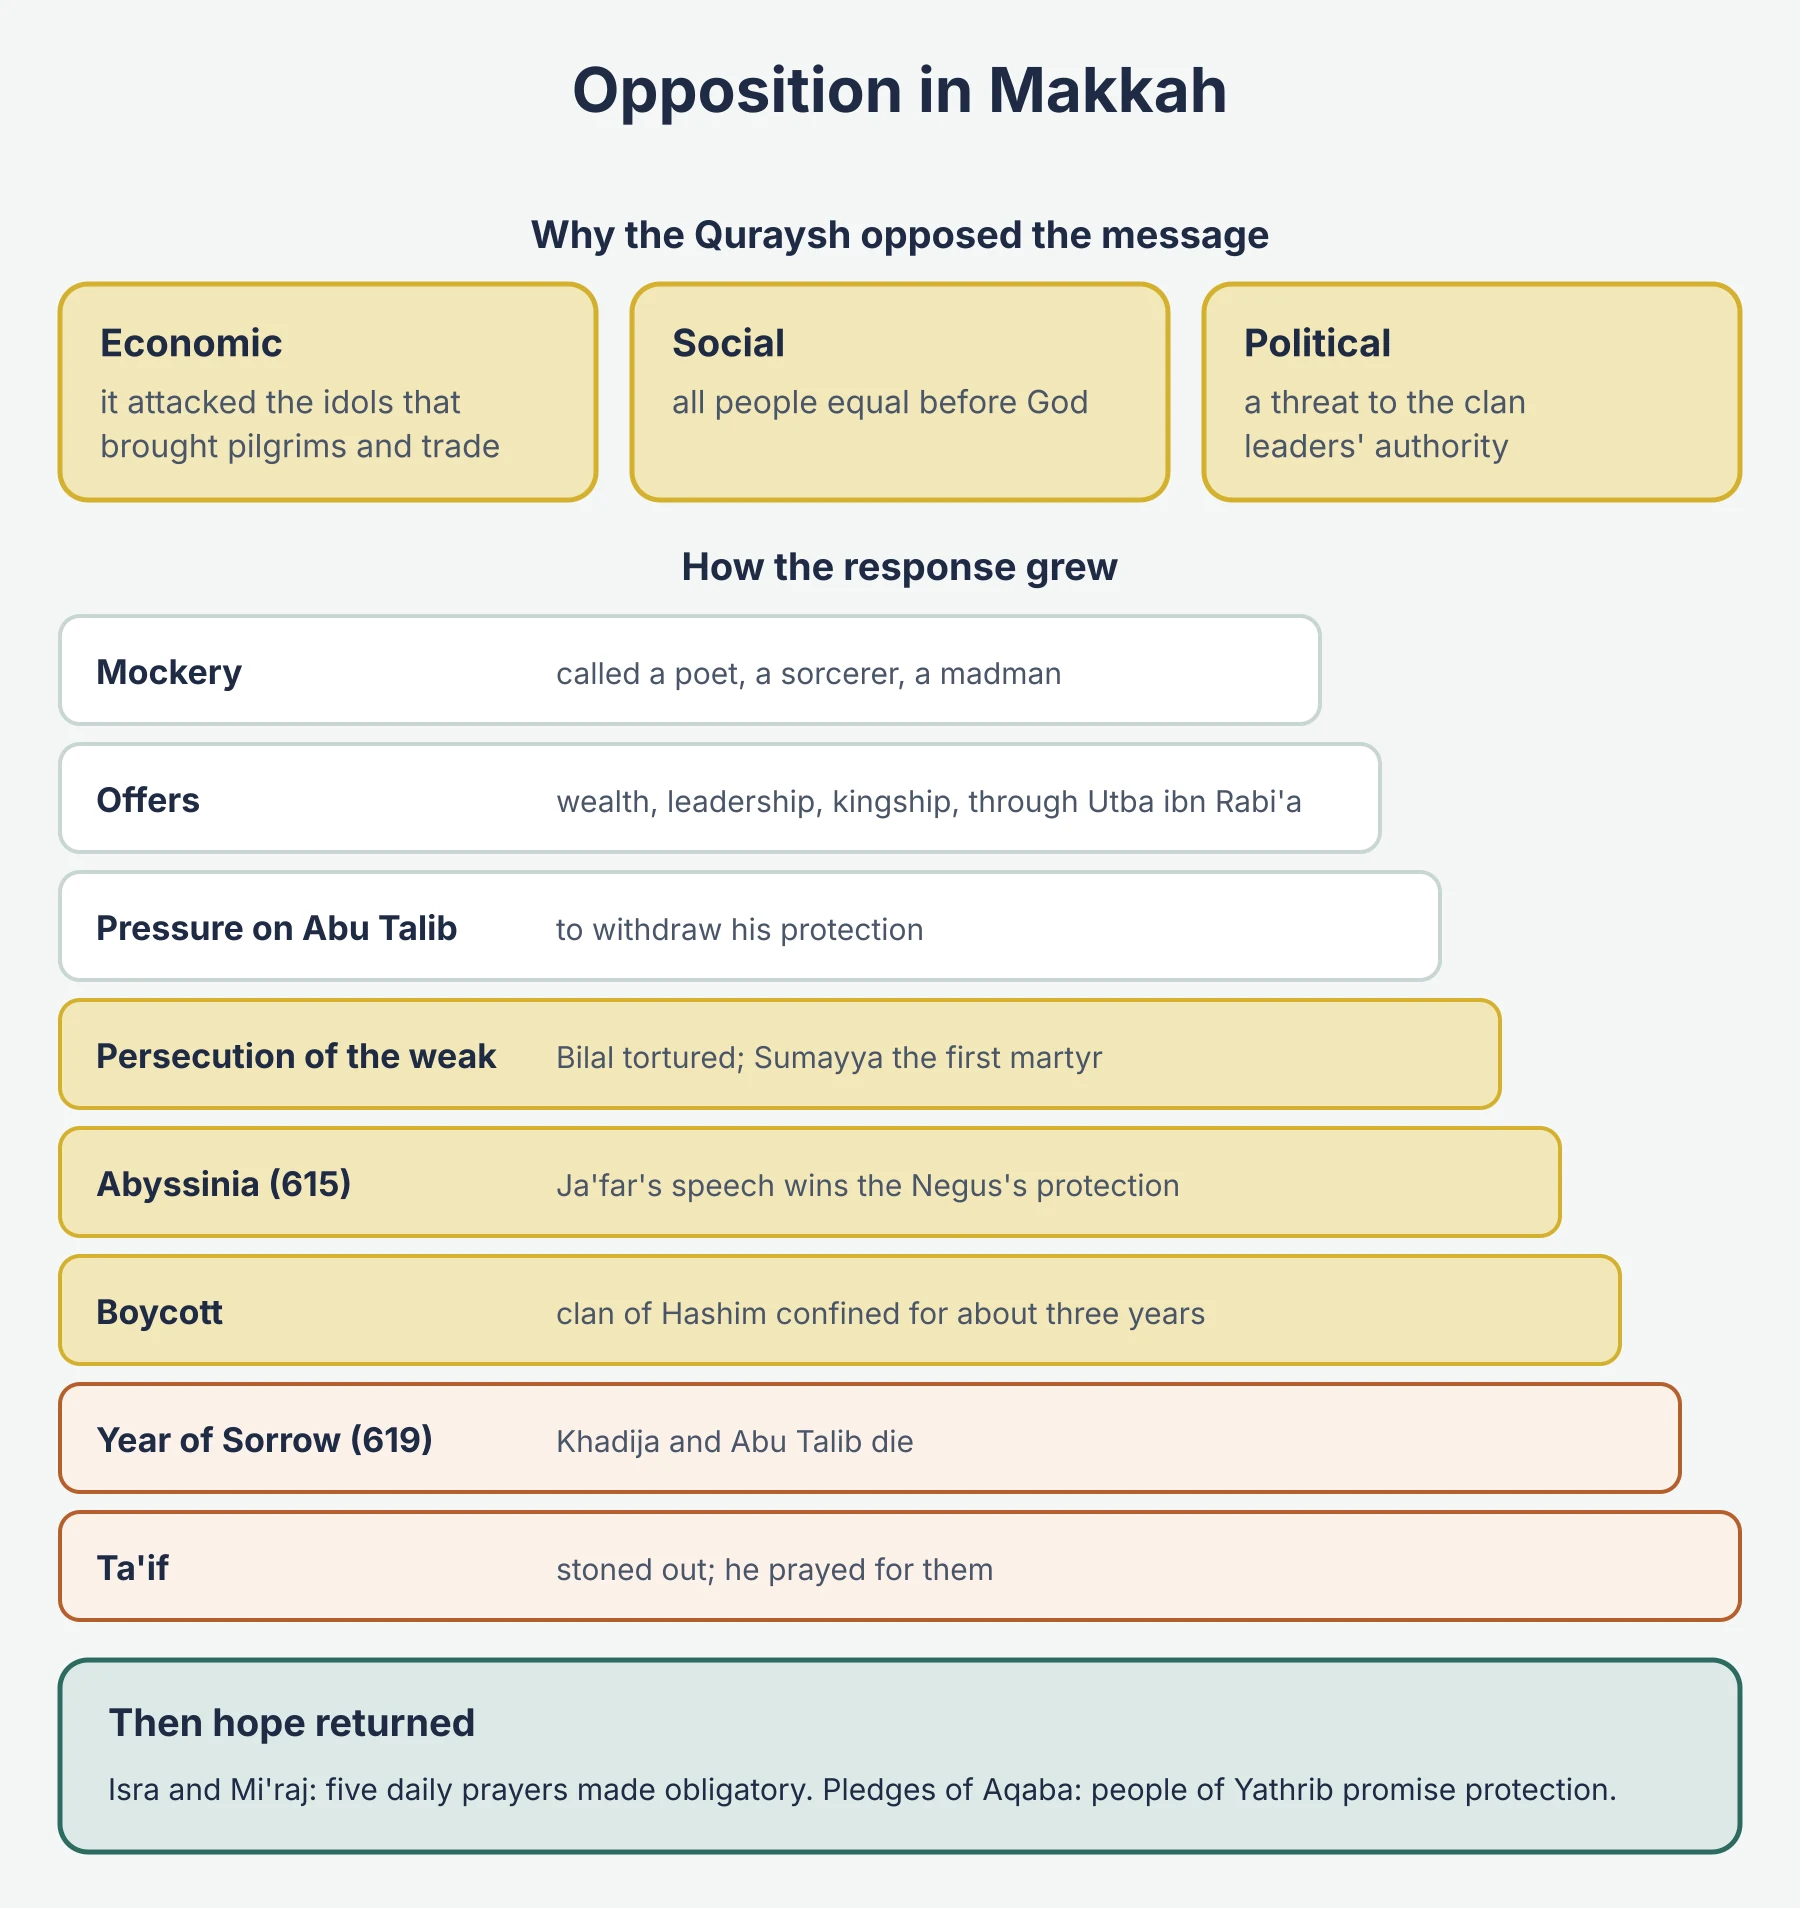 Opposition in Makkah
Why the Quraysh opposed the message
Economic
it attacked the idols that
brought pilgrims and trade
Social
all people equal before God
Political
a threat to the clan
leaders' authority
How the response grew
Mockery
called a poet, a sorcerer, a madman
Offers
wealth, leadership, kingship, through Utba ibn Rabi'a
Pressure on Abu Talib
to withdraw his protection
Persecution of the weak
Bilal tortured; Sumayya the first martyr
Abyssinia (615)
Ja'far's speech wins the Negus's protection
Boycott
clan of Hashim confined for about three years
Year of Sorrow (619)
Khadija and Abu Talib die
Ta'if
stoned out; he prayed for them
Then hope returned
Isra and Mi'raj: five daily prayers made obligatory. Pledges of Aqaba: people of Yathrib promise protection.